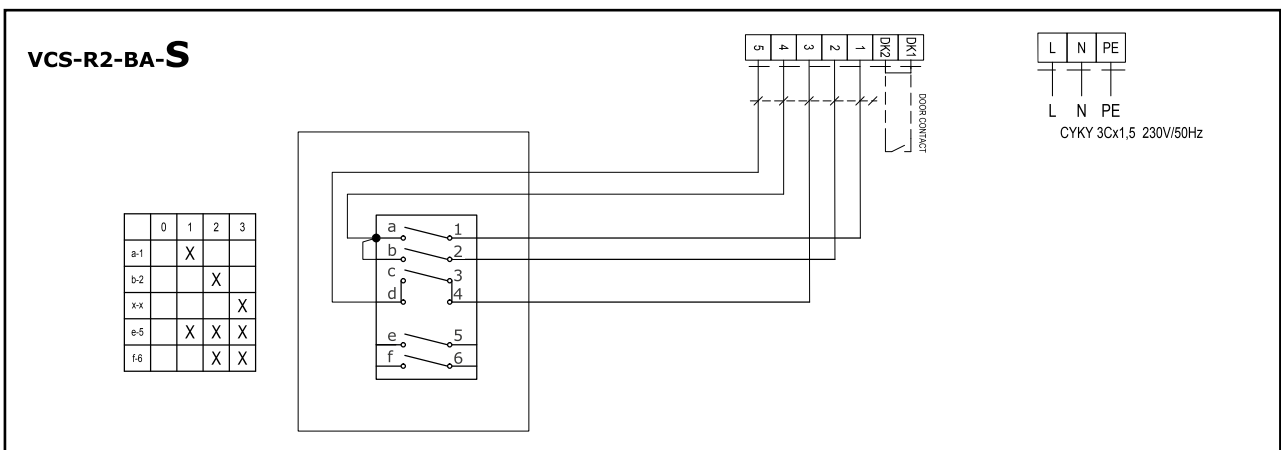 VCS-R2-BA-S
5 4 3 2 1 DK2 DK1
DOOR CONTACT
L N PE
L N PE
CYKY 3Cx1,5 230V/50Hz
0 1 2 3
a-1 X
b-2 X
x-x X
e-5 X X X
f-6 X X
a 1
b 2
c 3
d 4
e 5
f 6